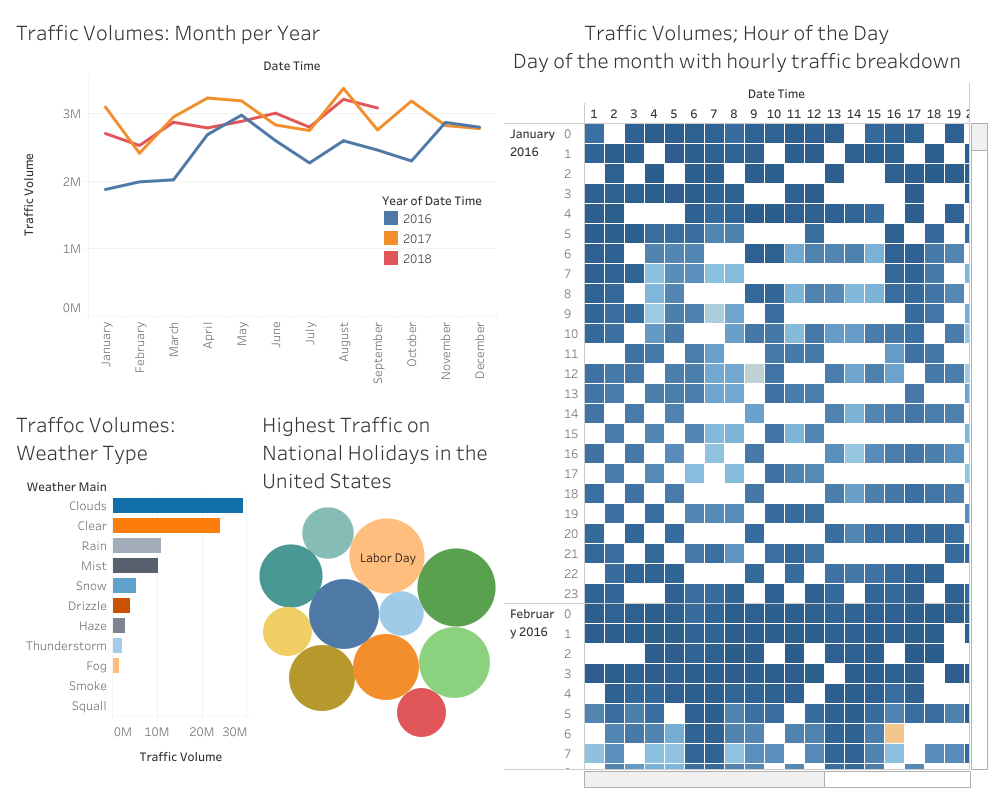 Traffic Volumes: Month per Year
Date Time
Traffic Volume
3M
2M
1M
0M
Year of Date Time
2016
2017
2018
January
February
March
April
May
June
July
August
September
October
November
December
Traffoc Volumes:
Weather Type
Weather Main
Clouds
Clear
Rain
Mist
Snow
Drizzle
Haze
Thunderstorm
Fog
Smoke
Squall
0M 10M 20M 30M
Traffic Volume
Highest Traffic on
National Holidays in the
United States
Labor Day
Traffic Volumes; Hour of the Day
Day of the month with hourly traffic breakdown
Date Time
1 2 3 4 5 6 7 8 9 10 11 12 13 14 15 16 17 18 19
January 0
2016 1
2
3
4
5
6
7
8
9
10
11
12
13
14
15
16
17
18
19
20
21
22
23
Februar 0
y 2016 1
2
3
4
5
6
7